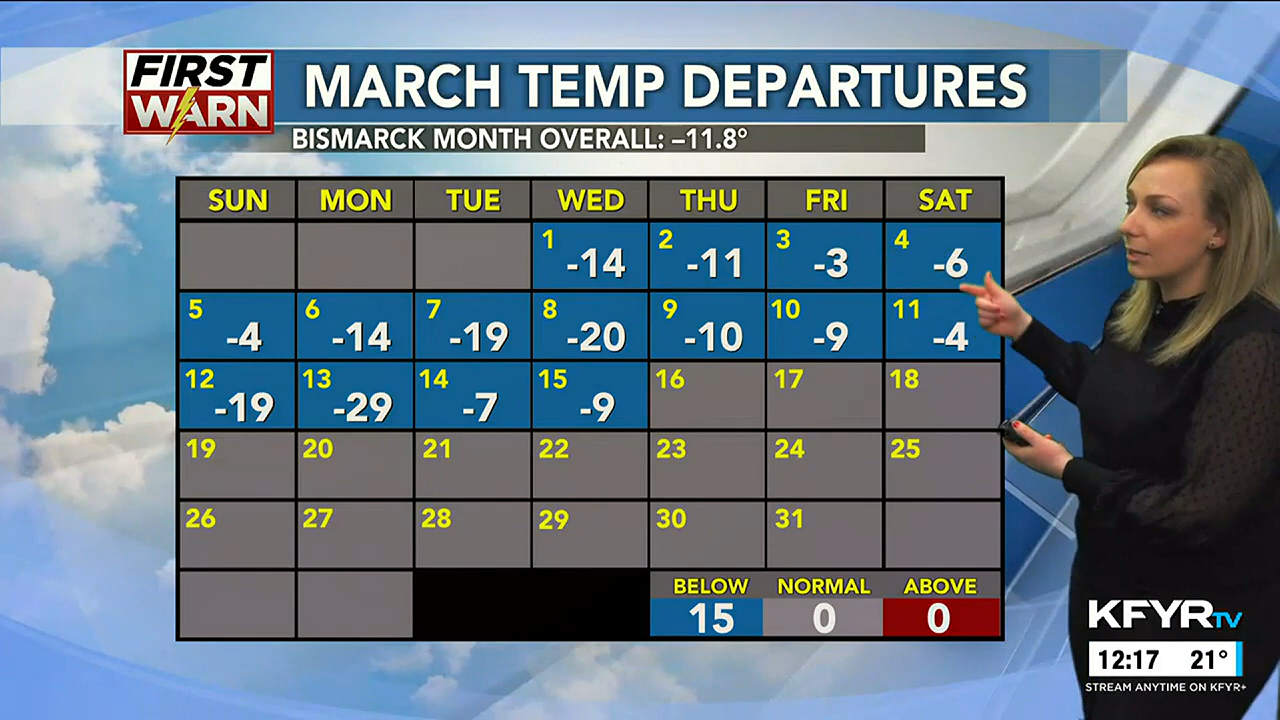 FIRST
WARN
MARCH TEMP DEPARTURES
BISMARCK MONTH OVERALL: –11.8°
SUN MON TUE WED THU FRI SAT
1 -14 2 -11 3 -3 4 -6
5 -4 6 -14 7 -19 8 -20 9 -10 10 -9 11 -4
12 -19 13 -29 14 -7 15 -9 16 17 18
19 20 21 22 23 24 25
26 27 28 29 30 31
BELOW NORMAL ABOVE
15 0 0
KFYRTV
12:17 21°
STREAM ANYTIME ON KFYR+